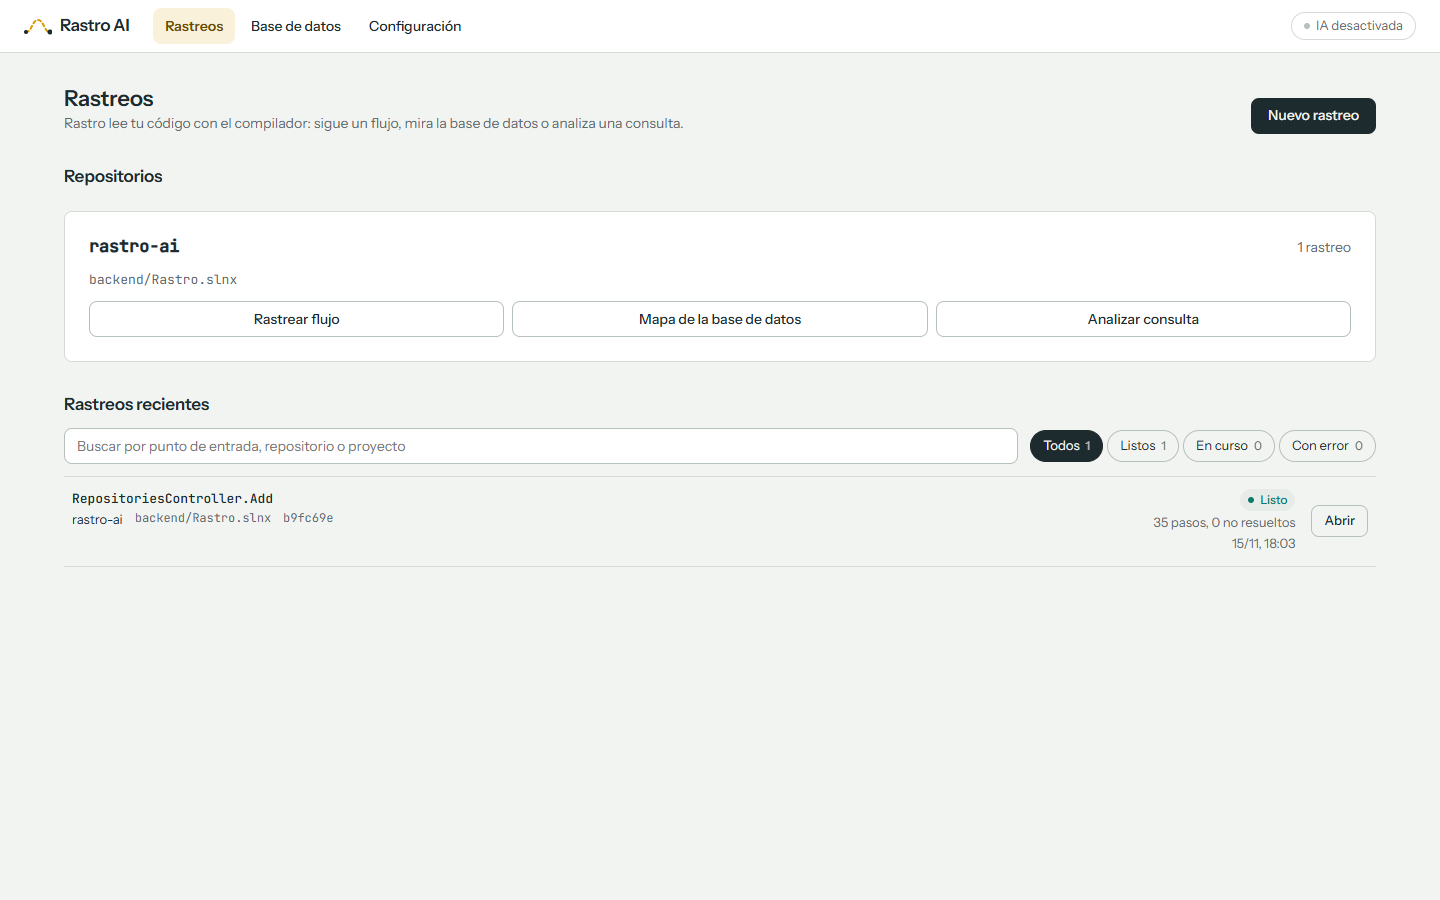 Rastro AI
Rastreos
Base de datos
Configuración
IA desactivada
Rastreos
Rastro lee tu código con el compilador: sigue un flujo, mira la base de datos o analiza una consulta.
Nuevo rastreo
Repositorios
rastro-ai
1 rastreo
backend/Rastro.slnx
Rastrear flujo
Mapa de la base de datos
Analizar consulta
Rastreos recientes
Buscar por punto de entrada, repositorio o proyecto
Todos 1
Listos 1
En curso 0
Con error 0
RepositoriesController.Add
rastro-ai backend/Rastro.slnx b9fc69e
Listo
35 pasos, 0 no resueltos
15/11, 18:03
Abrir